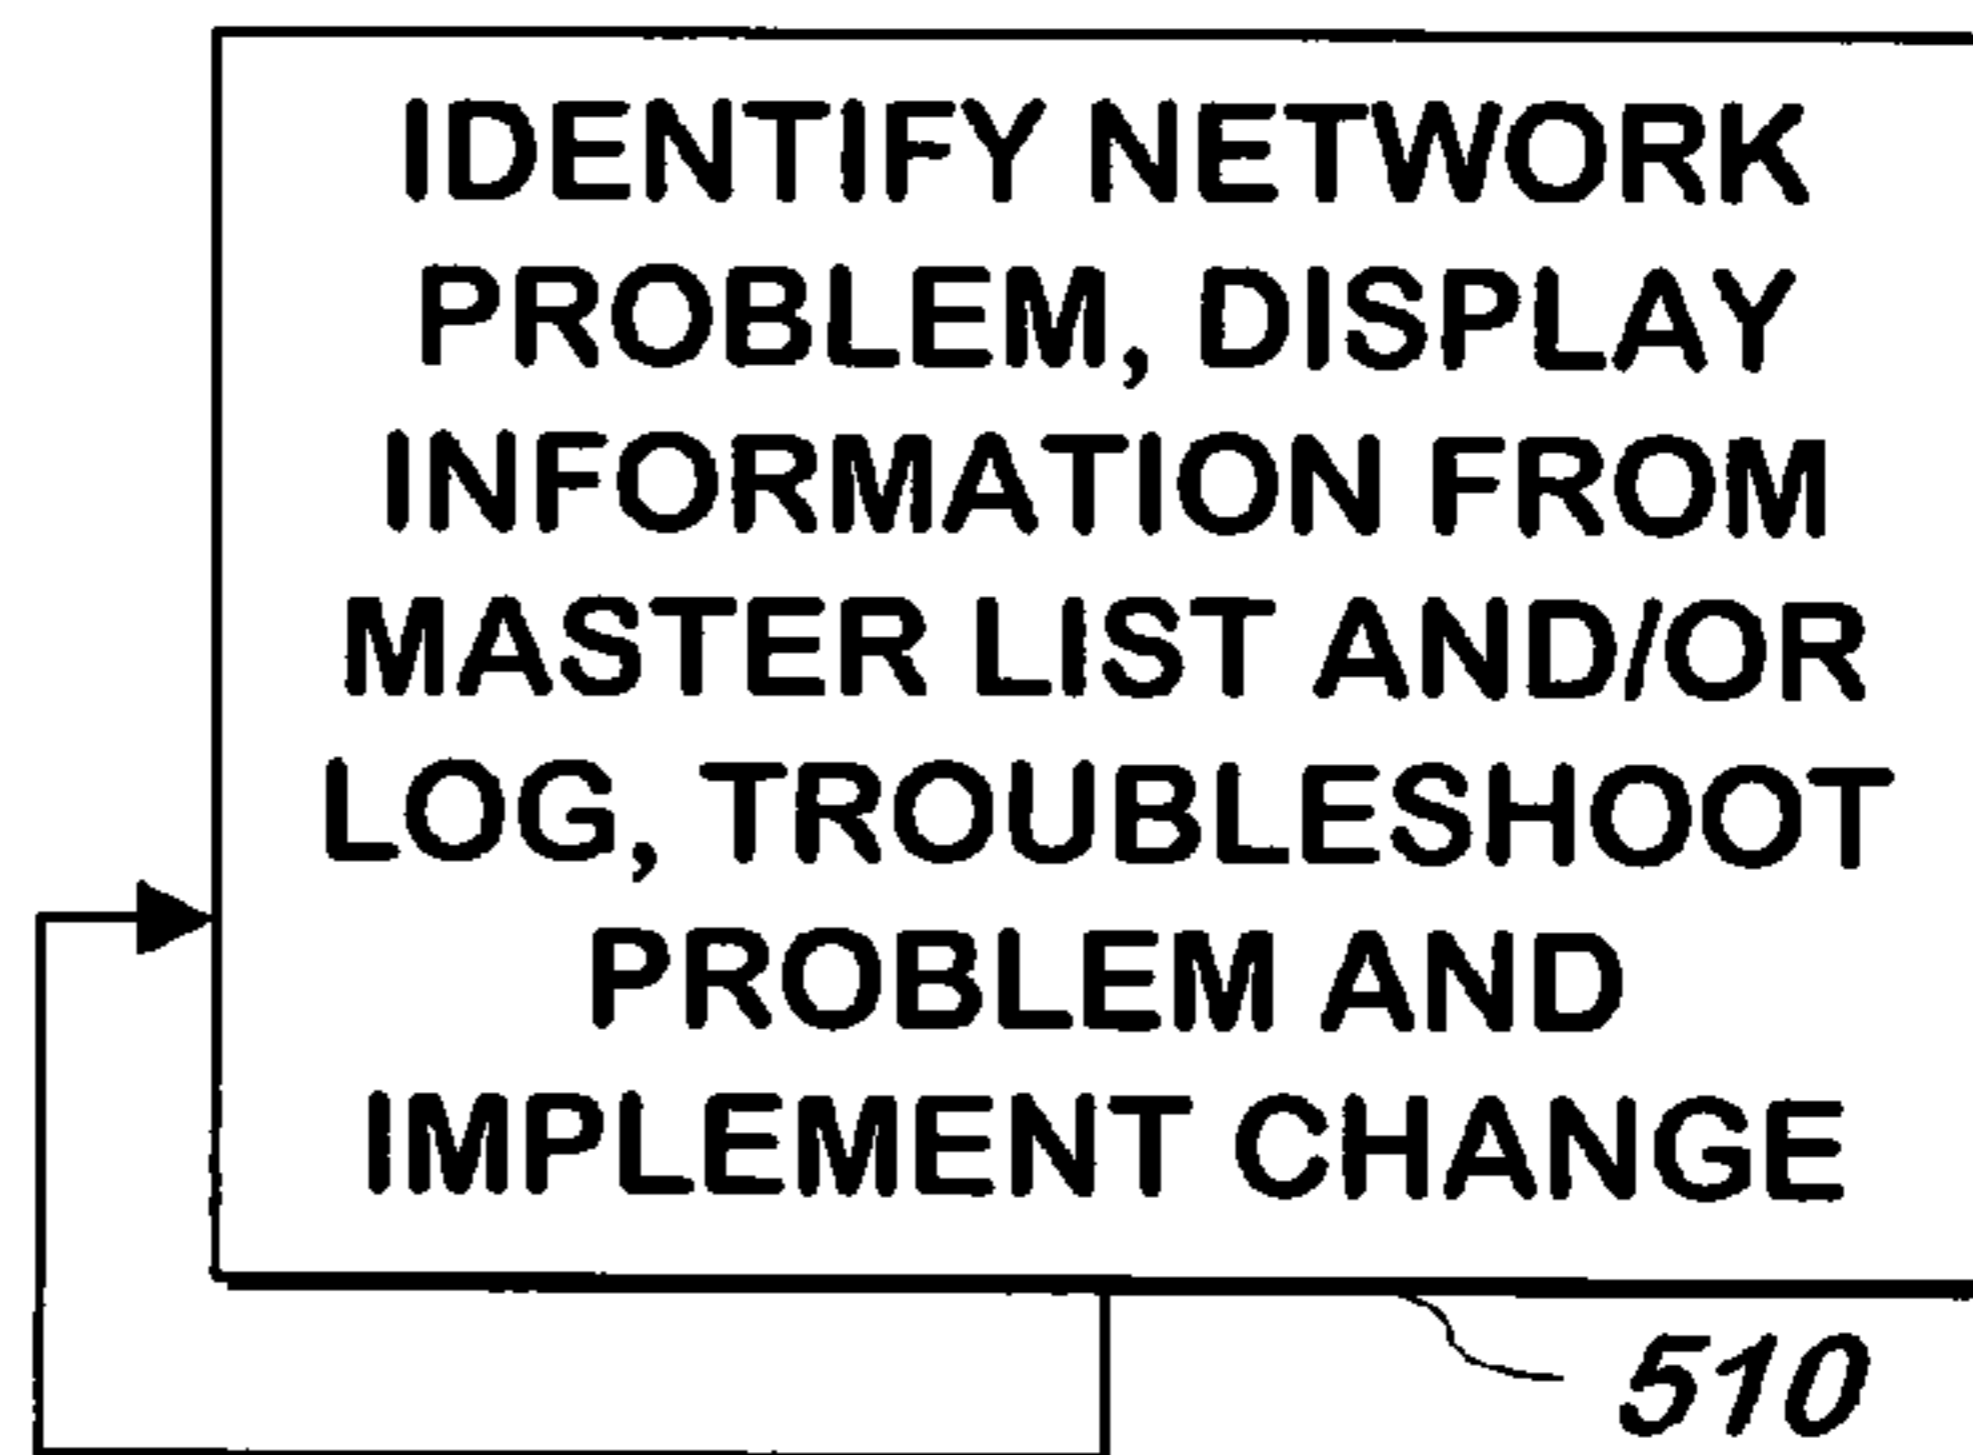 IDENTIFY NETWORK
PROBLEM, DISPLAY
INFORMATION FROM
MASTER LIST AND/OR
LOG, TROUBLESHOOT
PROBLEM AND
IMPLEMENT CHANGE
510